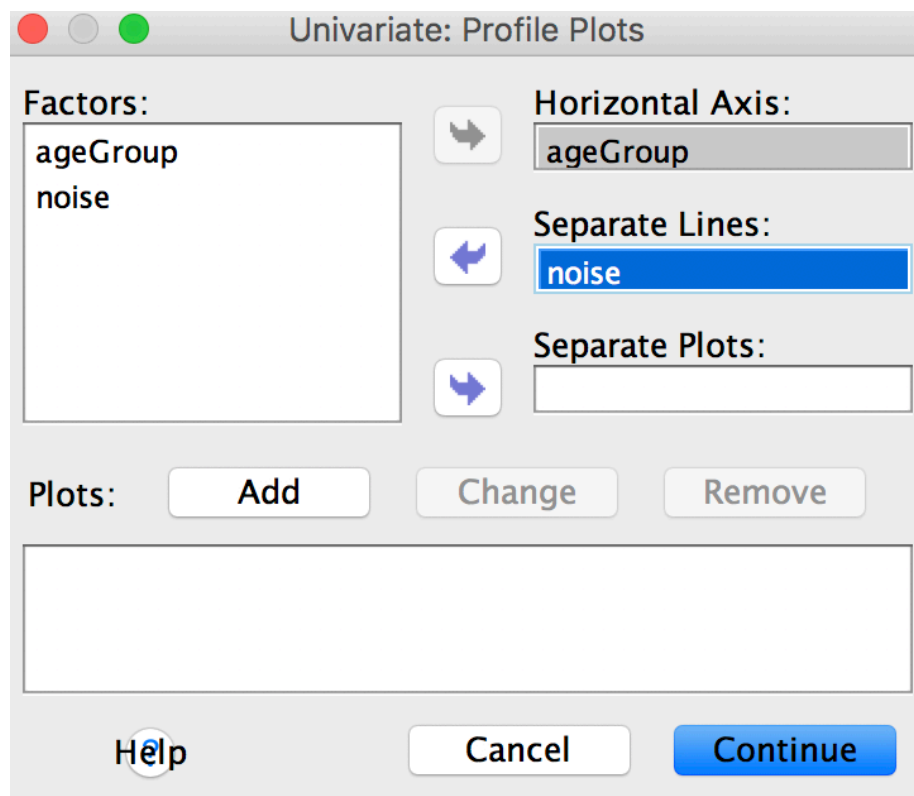 Univariate: Profile Plots
Factors:
ageGroup
noise
Horizontal Axis:
ageGroup
Separate Lines:
noise
Separate Plots:
Plots:
Add
Change
Remove
Help
Cancel
Continue